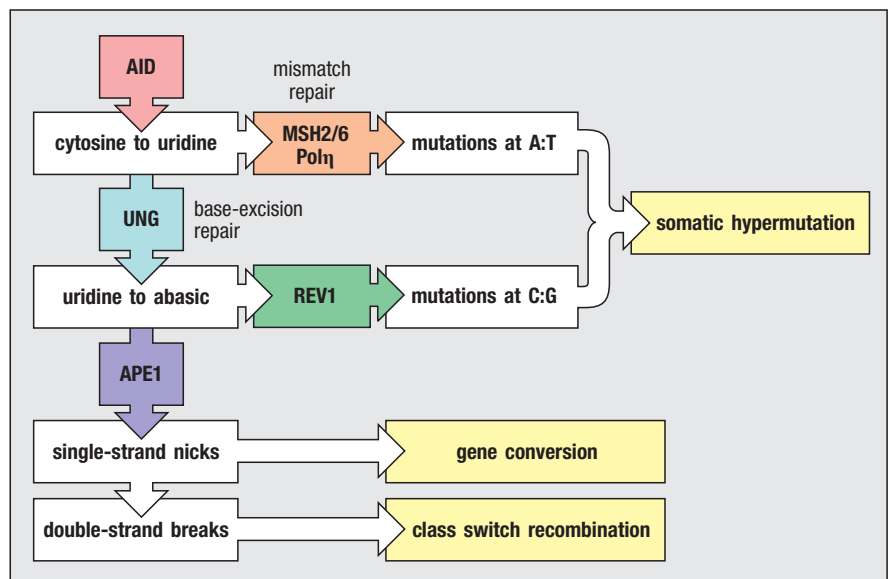 AID
mismatch
repair
cytosine to uridine
MSH2/6
Polη
mutations at A:T
UNG
base-excision
repair
somatic hypermutation
uridine to abasic
REV1
mutations at C:G
APE1
single-strand nicks
gene conversion
double-strand breaks
class switch recombination